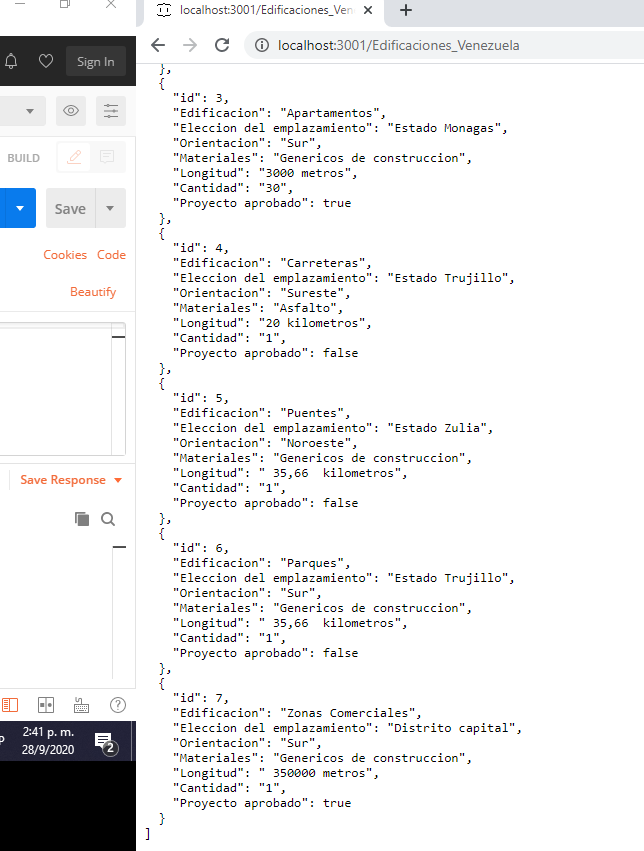 localhost:3001/Edificaciones_Ven
Sign In
localhost:3001/Edificaciones_Venezuela
BUILD
Save
Cookies Code
Beautify
Save Response
2:41 p. m.
28/9/2020
2
},
{
"id": 3,
"Edificacion": "Apartamentos",
"Eleccion del emplazamiento": "Estado Monagas",
"Orientacion": "Sur",
"Materiales": "Genericos de construccion",
"Longitud": "3000 metros",
"Cantidad": "30",
"Proyecto aprobado": true
},
{
"id": 4,
"Edificacion": "Carreteras",
"Eleccion del emplazamiento": "Estado Trujillo",
"Orientacion": "Sureste",
"Materiales": "Asfalto",
"Longitud": "20 kilometros",
"Cantidad": "1",
"Proyecto aprobado": false
},
{
"id": 5,
"Edificacion": "Puentes",
"Eleccion del emplazamiento": "Estado Zulia",
"Orientacion": "Noroeste",
"Materiales": "Genericos de construccion",
"Longitud": " 35,66  kilometros",
"Cantidad": "1",
"Proyecto aprobado": false
},
{
"id": 6,
"Edificacion": "Parques",
"Eleccion del emplazamiento": "Estado Trujillo",
"Orientacion": "Sur",
"Materiales": "Genericos de construccion",
"Longitud": " 35,66  kilometros",
"Cantidad": "1",
"Proyecto aprobado": false
},
{
"id": 7,
"Edificacion": "Zonas Comerciales",
"Eleccion del emplazamiento": "Distrito capital",
"Orientacion": "Sur",
"Materiales": "Genericos de construccion",
"Longitud": " 350000 metros",
"Cantidad": "1",
"Proyecto aprobado": true
}
]